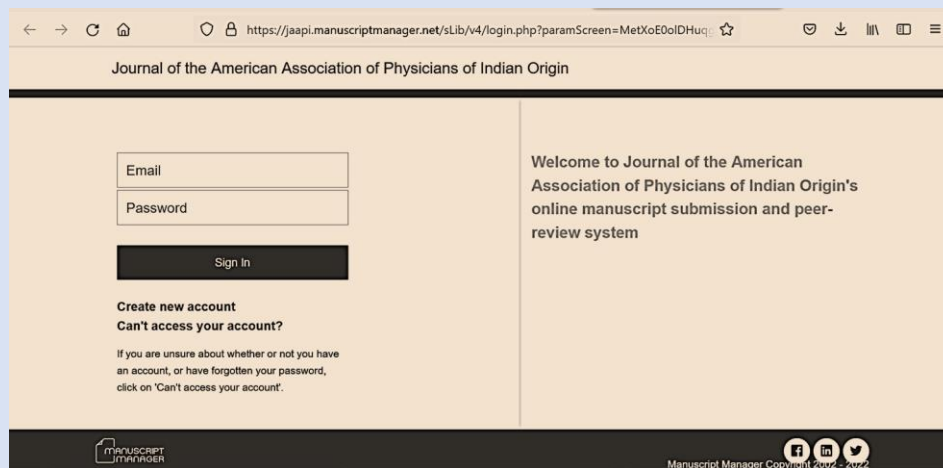 https://jaapi.manuscriptmanager.net/sLib/v4/login.php?paramScreen=MetXoE0olDHuq
Journal of the American Association of Physicians of Indian Origin
Email
Password
Sign In
Create new account
Can't access your account?
If you are unsure about whether or not you have
an account, or have forgotten your password,
click on 'Can't access your account'.
Welcome to Journal of the American
Association of Physicians of Indian Origin's
online manuscript submission and peer-
review system
MANUSCRIPT
MANAGER
Manuscript Manager Copyright 2002 - 2022